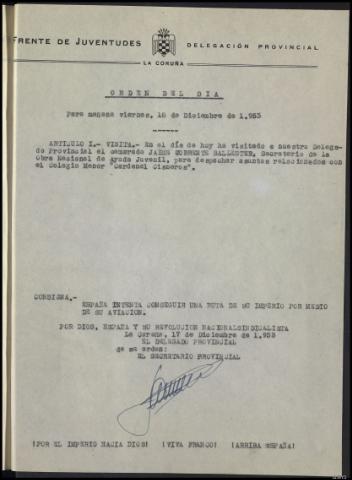 FRENTE DE JUVENTUDES DELEGACIÓN PROVINCIAL
LA CORUÑA
ORDEN DEL DIA
Para mañana viernes, 18 de Diciembre de 1.953
------
ARTICULO I.- VISITA.- En el día de hoy ha visitado a nuestro Delega-
do Provincial el camarada JAIME BALLESTER, Secretario de la
Obra Nacional de Ayuda Juvenil, para despachar asuntos relacionados con
el Colegio Menor "Cardenal Cisneros".
CONSIGNA.-
ESPAÑA INTENTA CONSEGUIR UNA RUTA DE SU IMPERIO POR MEDIO
DE SU AVIACION.
POR DIOS, ESPAÑA Y SU REVOLUCION NACIONALSINDICALISTA
La Coruña, 17 de Diciembre de 1.953
EL DELEGADO PROVINCIAL
de su orden:
EL SECRETARIO PROVINCIAL
¡POR EL IMPERIO HACIA DIOS! ¡VIVA FRANCO! ¡ARRIBA ESPAÑA!